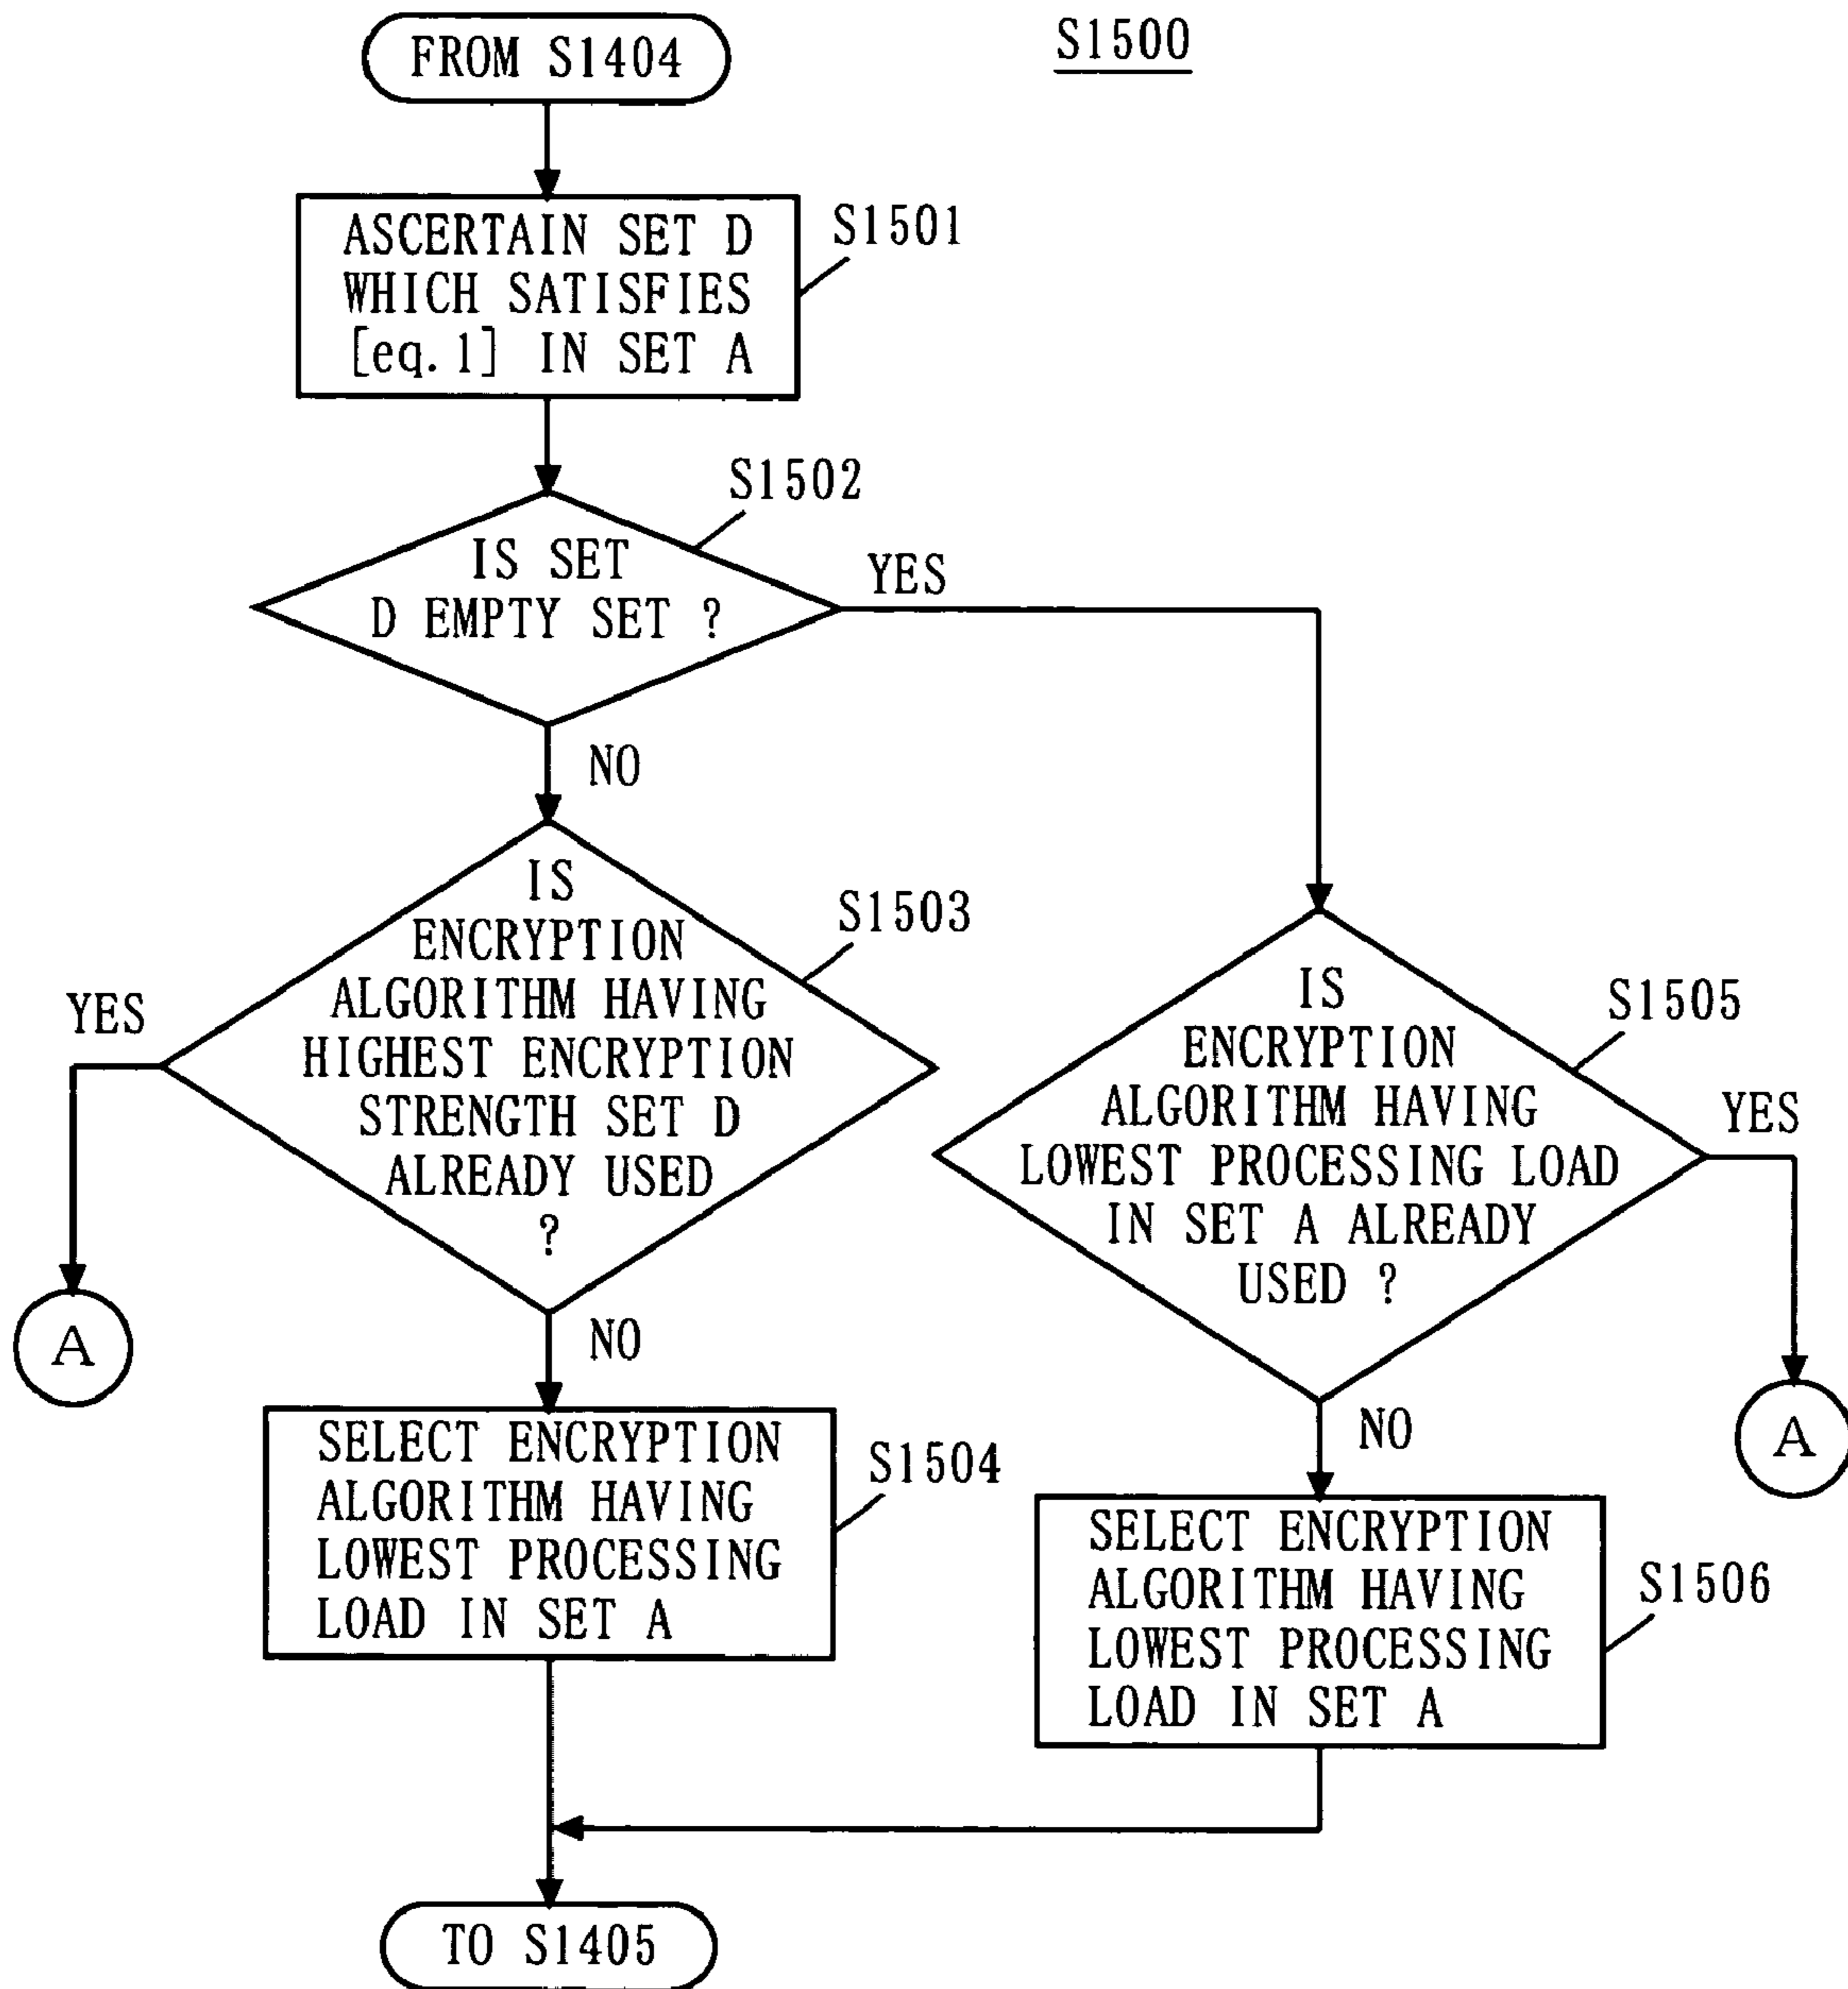 FROM S1404
S1500
ASCERTAIN SET D
WHICH SATISFIES
[eq. 1] IN SET A
S1501
S1502
IS SET
D EMPTY SET ?
YES
NO
IS
ENCRYPTION
ALGORITHM HAVING
HIGHEST ENCRYPTION
STRENGTH SET D
ALREADY USED
?
S1503
YES
A
NO
IS
ENCRYPTION
ALGORITHM HAVING
LOWEST PROCESSING LOAD
IN SET A ALREADY
USED ?
S1505
YES
A
NO
SELECT ENCRYPTION
ALGORITHM HAVING
LOWEST PROCESSING
LOAD IN SET A
S1504
SELECT ENCRYPTION
ALGORITHM HAVING
LOWEST PROCESSING
LOAD IN SET A
S1506
TO S1405